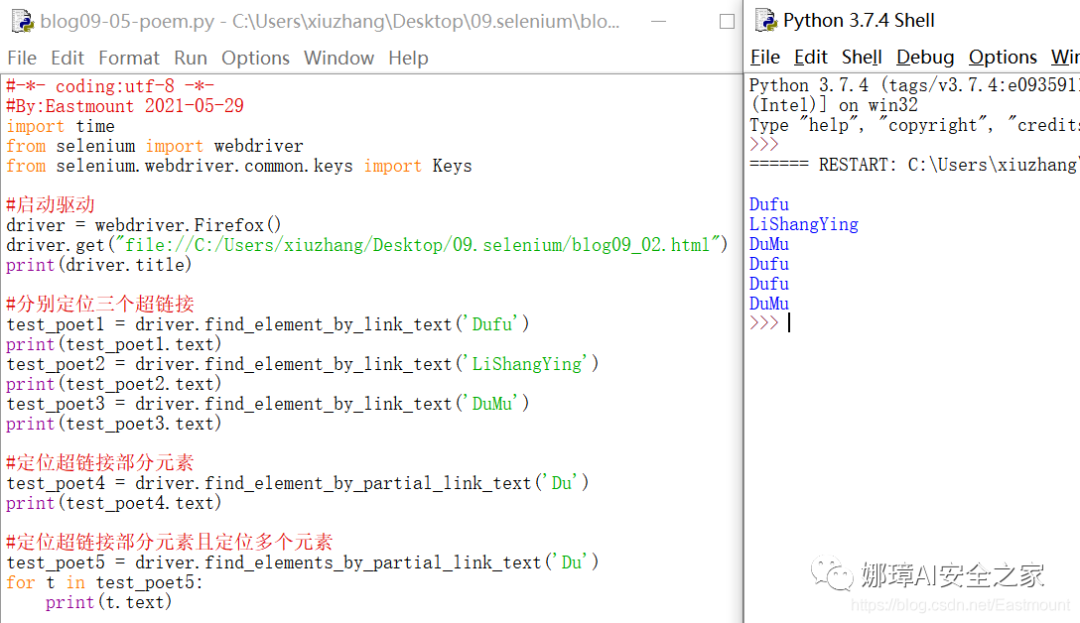 blog09-05-poem.py - C:\Users\xiuzhang\Desktop\09.selenium\blo...
File Edit Format Run Options Window Help
#-*- coding:utf-8 -*-
#By:Eastmount 2021-05-29
import time
from selenium import webdriver
from selenium.webdriver.common.keys import Keys
#启动驱动
driver = webdriver.Firefox()
driver.get("file://C:/Users/xiuzhang/Desktop/09.selenium/blog09_02.html")
print(driver.title)
#分别定位三个超链接
test_poet1 = driver.find_element_by_link_text('Dufu')
print(test_poet1.text)
test_poet2 = driver.find_element_by_link_text('LiShangYing')
print(test_poet2.text)
test_poet3 = driver.find_element_by_link_text('DuMu')
print(test_poet3.text)
#定位超链接部分元素
test_poet4 = driver.find_element_by_partial_link_text('Du')
print(test_poet4.text)
#定位超链接部分元素且定位多个元素
test_poet5 = driver.find_elements_by_partial_link_text('Du')
for t in test_poet5:
    print(t.text)
Python 3.7.4 Shell
File Edit Shell Debug Options Win
Python 3.7.4 (tags/v3.7.4:e093591
(Intel)] on win32
Type "help", "copyright", "credits
>>>
====== RESTART: C:\Users\xiuzhang\
Dufu
LiShangYing
DuMu
Dufu
Dufu
DuMu
>>>
娜璋AI安全之家
https://blog.csdn.net/Eastmount